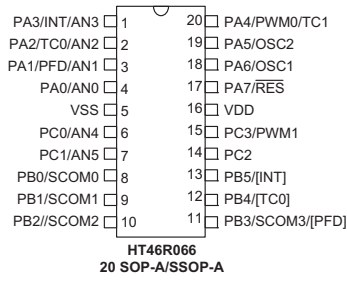 PA3/INT/AN3 1 20 PA4/PWM0/TC1
PA2/TC0/AN2 2 19 PA5/OSC2
PA1/PFD/AN1 3 18 PA6/OSC1
PA0/AN0 4 17 PA7/RES
VSS 5 16 VDD
PC0/AN4 6 15 PC3/PWM1
PC1/AN5 7 14 PC2
PB0/SCOM0 8 13 PB5/[INT]
PB1/SCOM1 9 12 PB4/[TC0]
PB2//SCOM2 10 11 PB3/SCOM3/[PFD]
HT46R066
20 SOP-A/SSOP-A